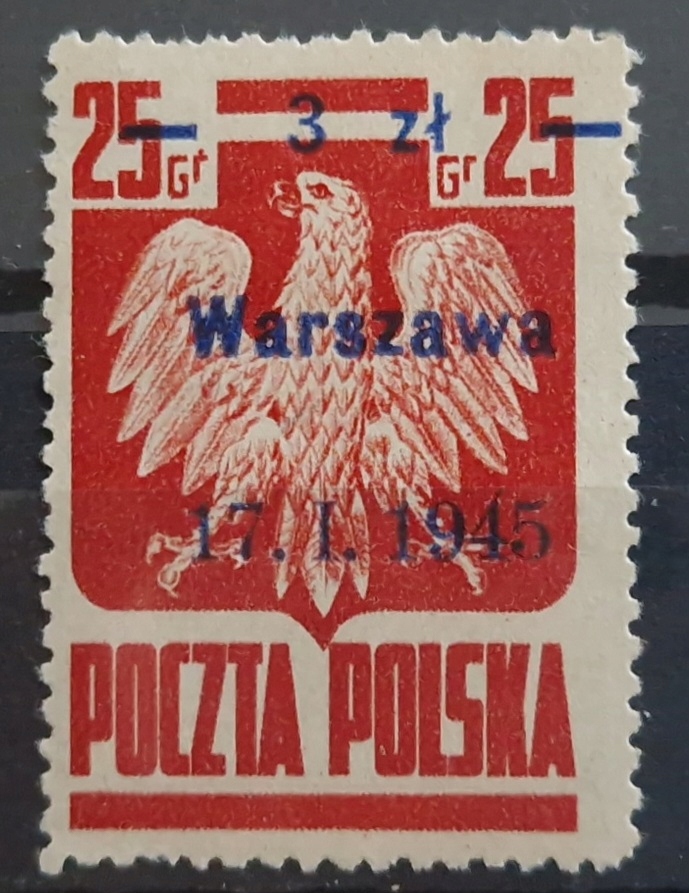 25 Gr 3 zł Gr 25
Warszawa
17. I. 1945
POCZTA POLSKA